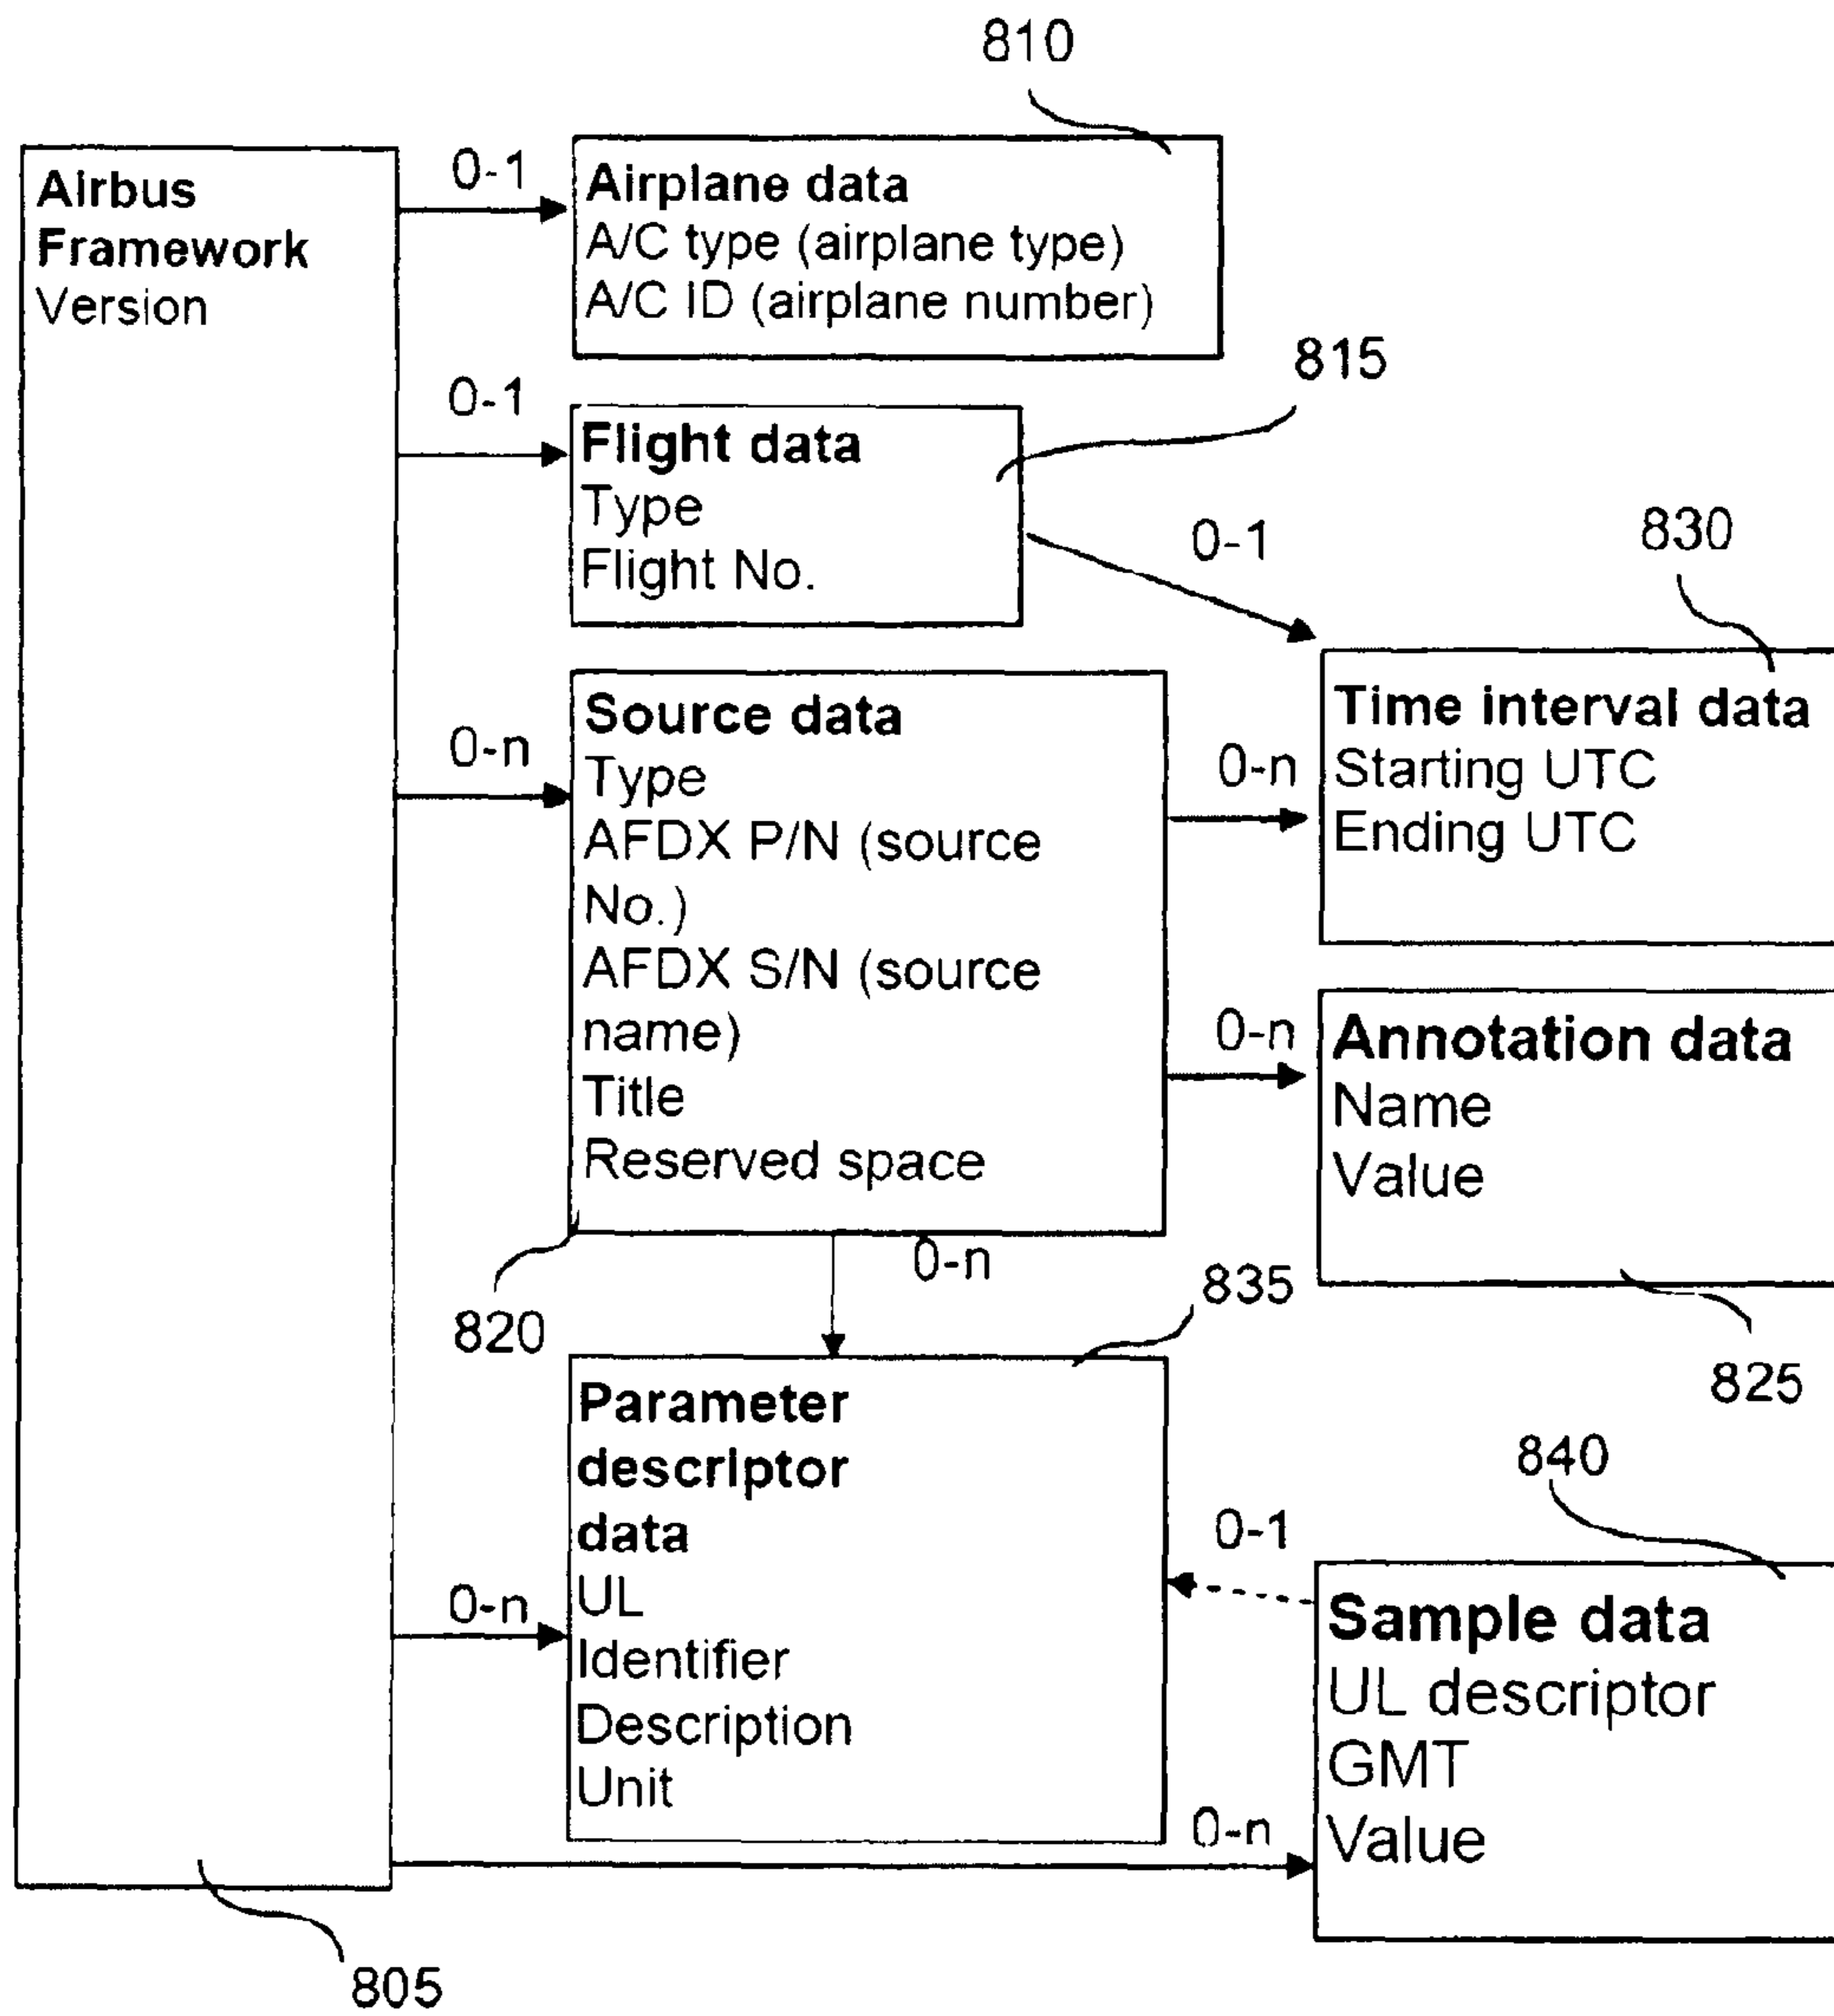 810
0-1
Airplane data
A/C type (airplane type)
A/C ID (airplane number)
Airbus
Framework
Version
815
0-1
Flight data
Type
Flight No.
0-1
830
Time interval data
Starting UTC
Ending UTC
0-n
Source data
Type
AFDX P/N (source
No.)
AFDX S/N (source
name)
Title
Reserved space
0-n
0-n
Annotation data
Name
Value
820
0-n
835
825
Parameter
descriptor
data
UL
Identifier
Description
Unit
0-n
0-1
840
Sample data
UL descriptor
GMT
Value
0-n
805